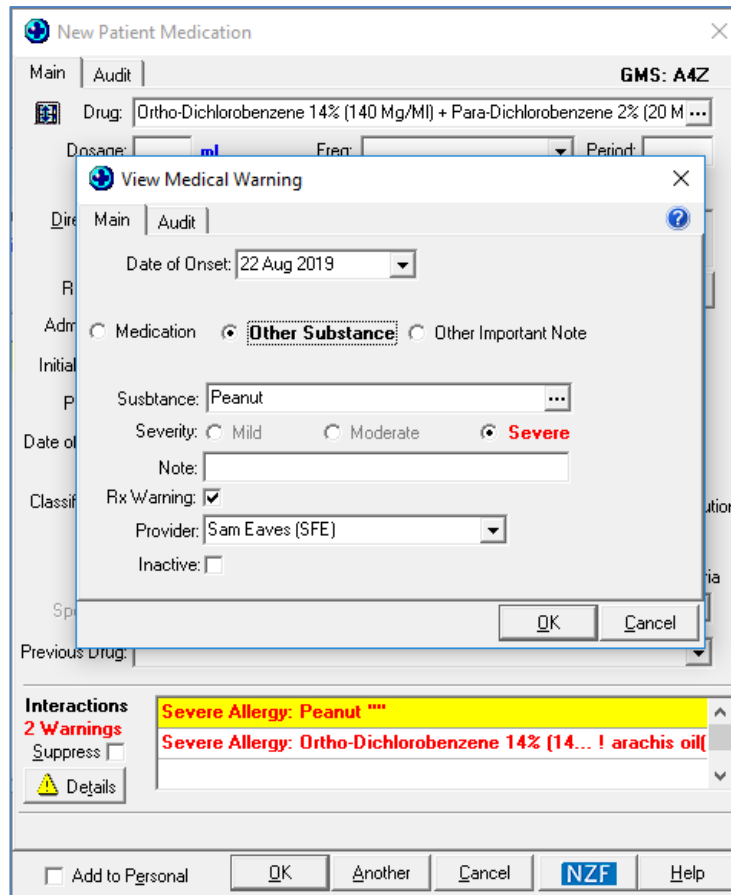 New Patient Medication
Main Audit GMS: A4Z
Drug: Ortho-Dichlorobenzene 14% (140 Mg/Ml) + Para-Dichlorobenzene 2% (20 M ...
Dosage: ml Freq: Period:
View Medical Warning
Main Audit
Date of Onset: 22 Aug 2019
Medication Other Substance Other Important Note
Initial
Susbtance: Peanut ...
Severity: Mild Moderate Severe
Date of
Note:
Classif
Rx Warning:
Provider: Sam Eaves (SFE)
Inactive:
OK Cancel
Previous Drug:
Interactions
2 Warnings
Suppress
Details
Severe Allergy: Peanut ""
Severe Allergy: Ortho-Dichlorobenzene 14% (14... ! arachis oil(
Add to Personal OK Another Cancel NZF Help